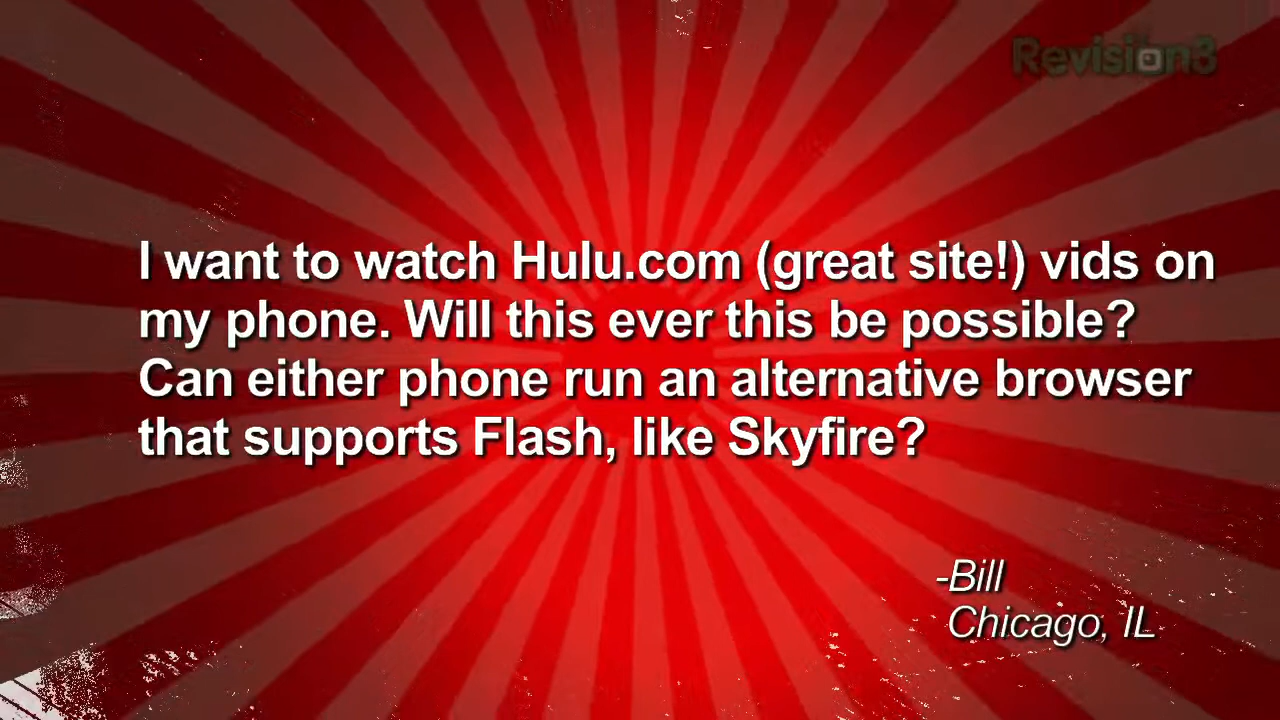 Revision3
I want to watch Hulu.com (great site!) vids on
my phone. Will this ever this be possible?
Can either phone run an alternative browser
that supports Flash, like Skyfire?
-Bill
Chicago, IL